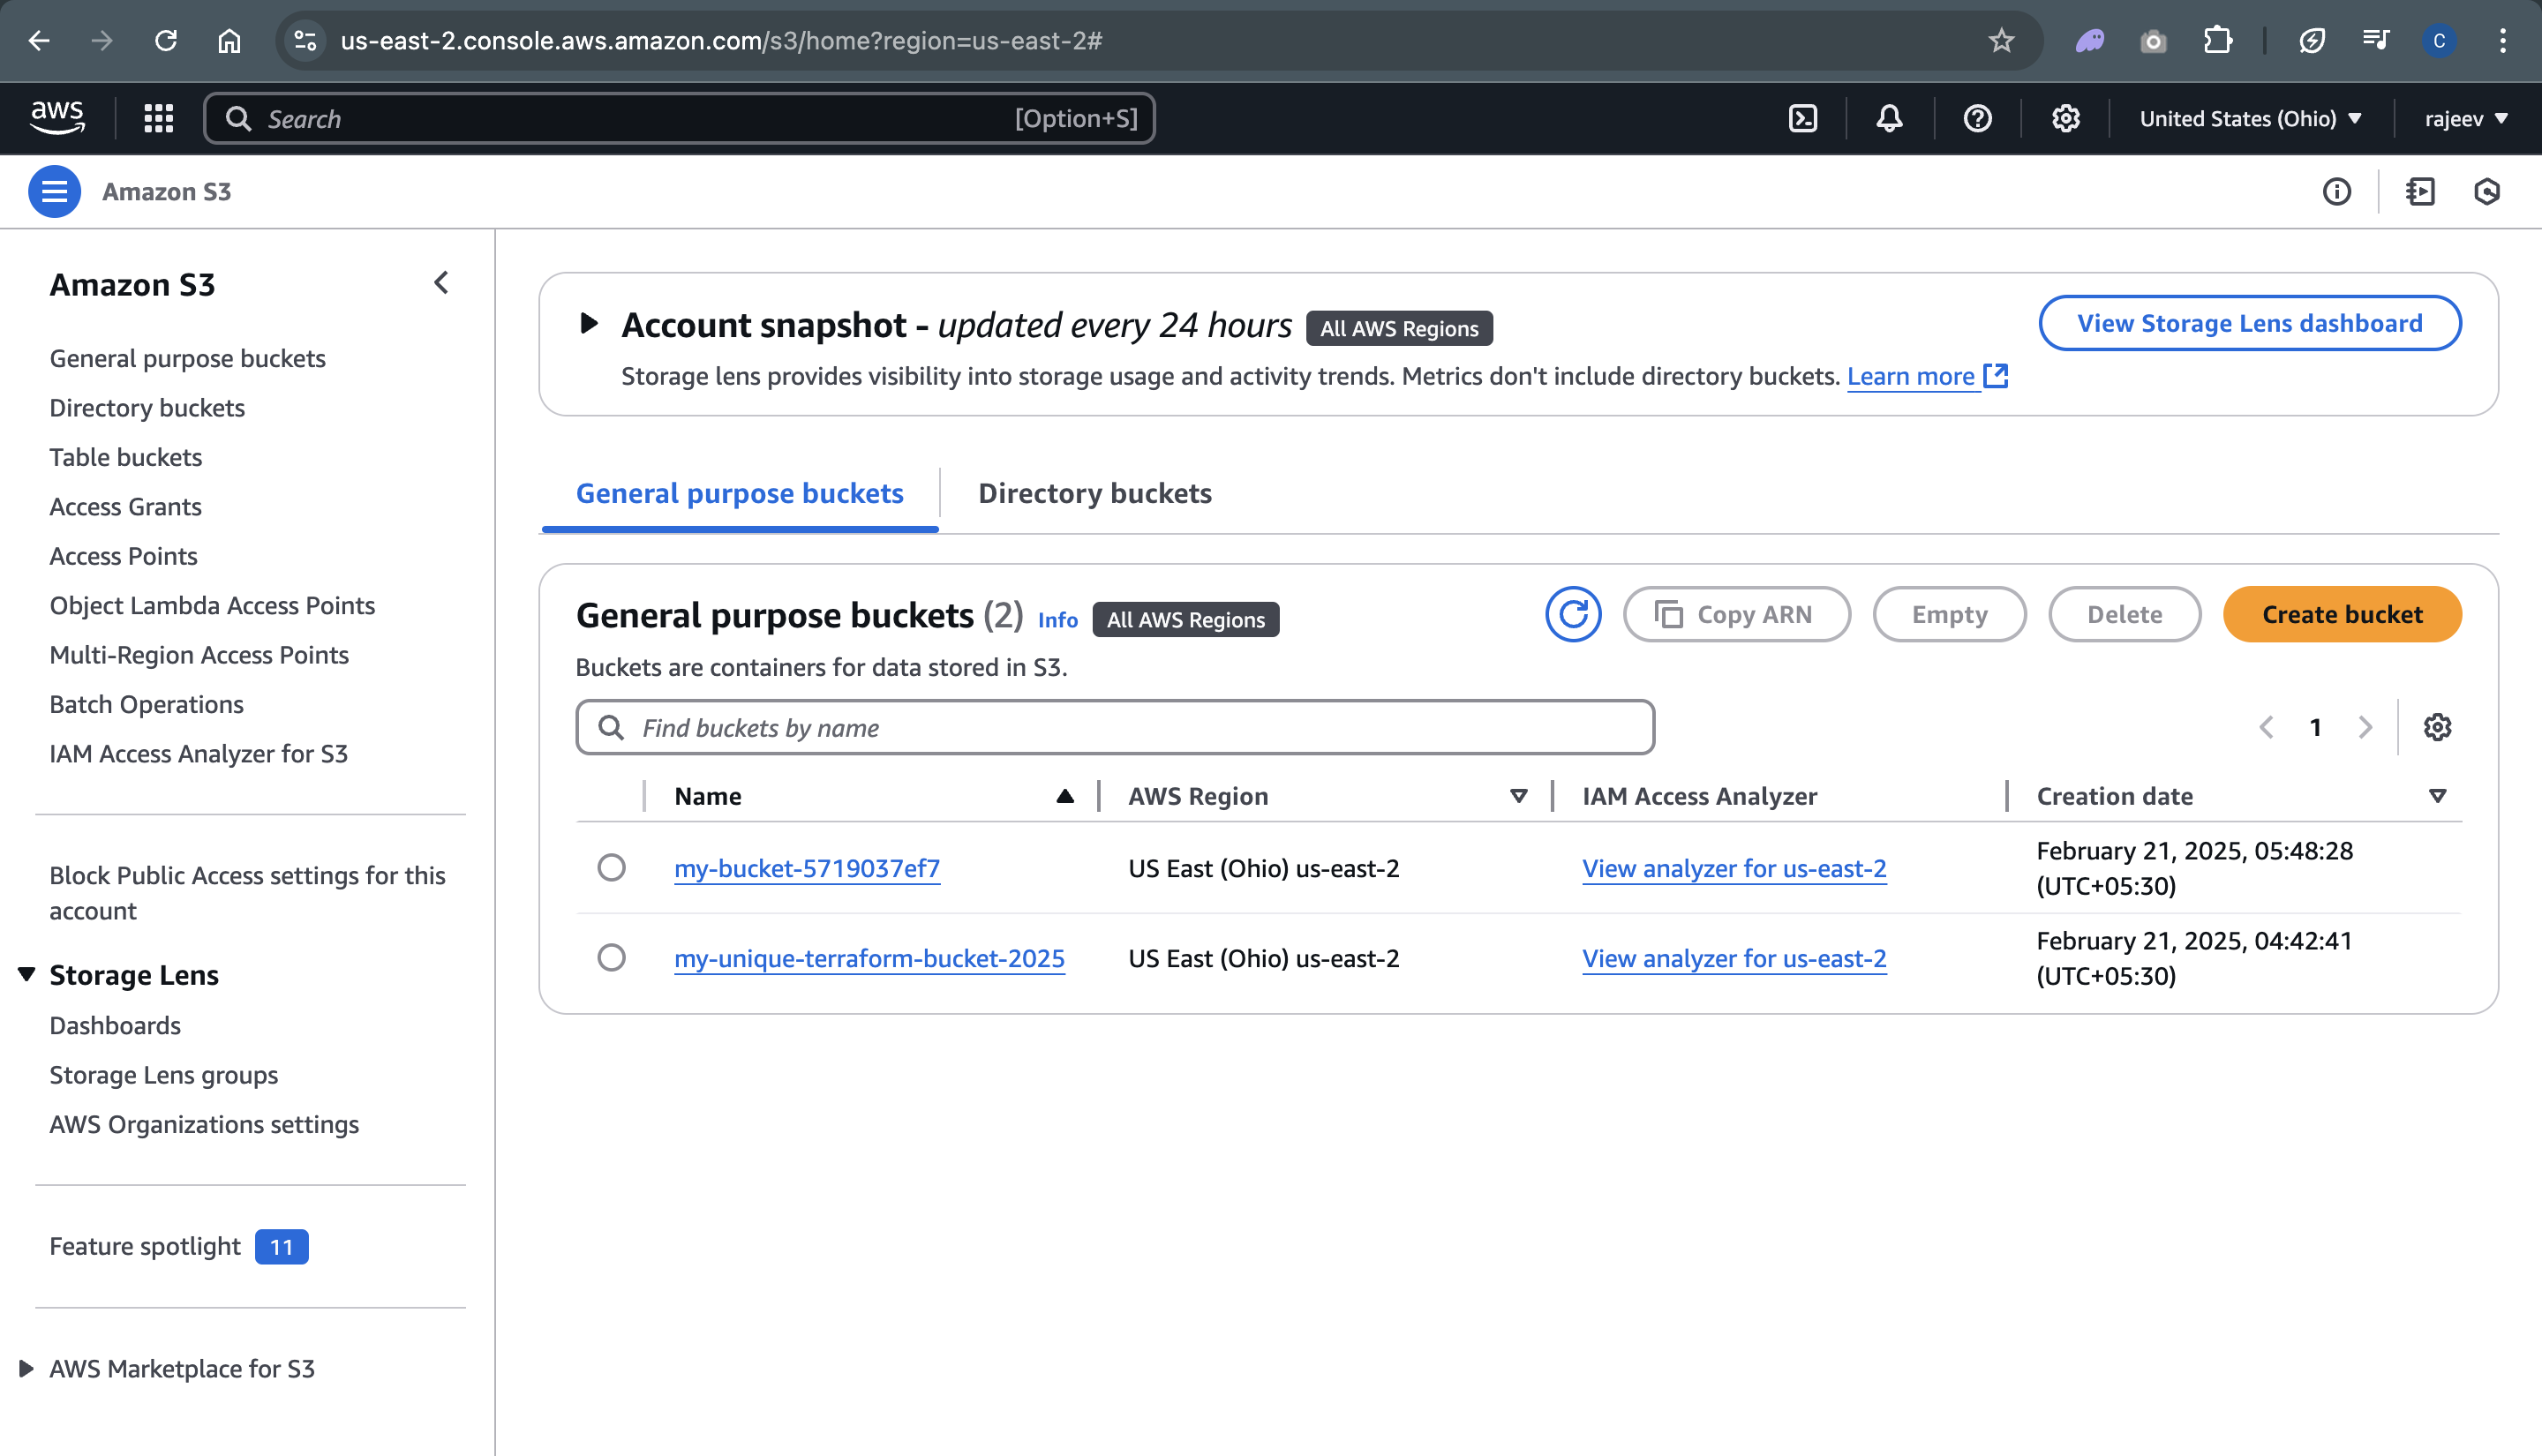 us-east-2.console.aws.amazon.com/s3/home?region=us-east-2#
C
aws
Search
[Option+S]
United States (Ohio)
rajeev
Amazon S3
Amazon S3
General purpose buckets
Directory buckets
Table buckets
Access Grants
Access Points
Object Lambda Access Points
Multi-Region Access Points
Batch Operations
IAM Access Analyzer for S3
Block Public Access settings for this
account
Storage Lens
Dashboards
Storage Lens groups
AWS Organizations settings
Feature spotlight 11
AWS Marketplace for S3
Account snapshot - updated every 24 hours All AWS Regions
View Storage Lens dashboard
Storage lens provides visibility into storage usage and activity trends. Metrics don't include directory buckets. Learn more
General purpose buckets
Directory buckets
General purpose buckets (2) Info All AWS Regions
Copy ARN
Empty
Delete
Create bucket
Buckets are containers for data stored in S3.
Find buckets by name
1
Name
AWS Region
IAM Access Analyzer
Creation date
my-bucket-5719037ef7
US East (Ohio) us-east-2
View analyzer for us-east-2
February 21, 2025, 05:48:28
(UTC+05:30)
my-unique-terraform-bucket-2025
US East (Ohio) us-east-2
View analyzer for us-east-2
February 21, 2025, 04:42:41
(UTC+05:30)